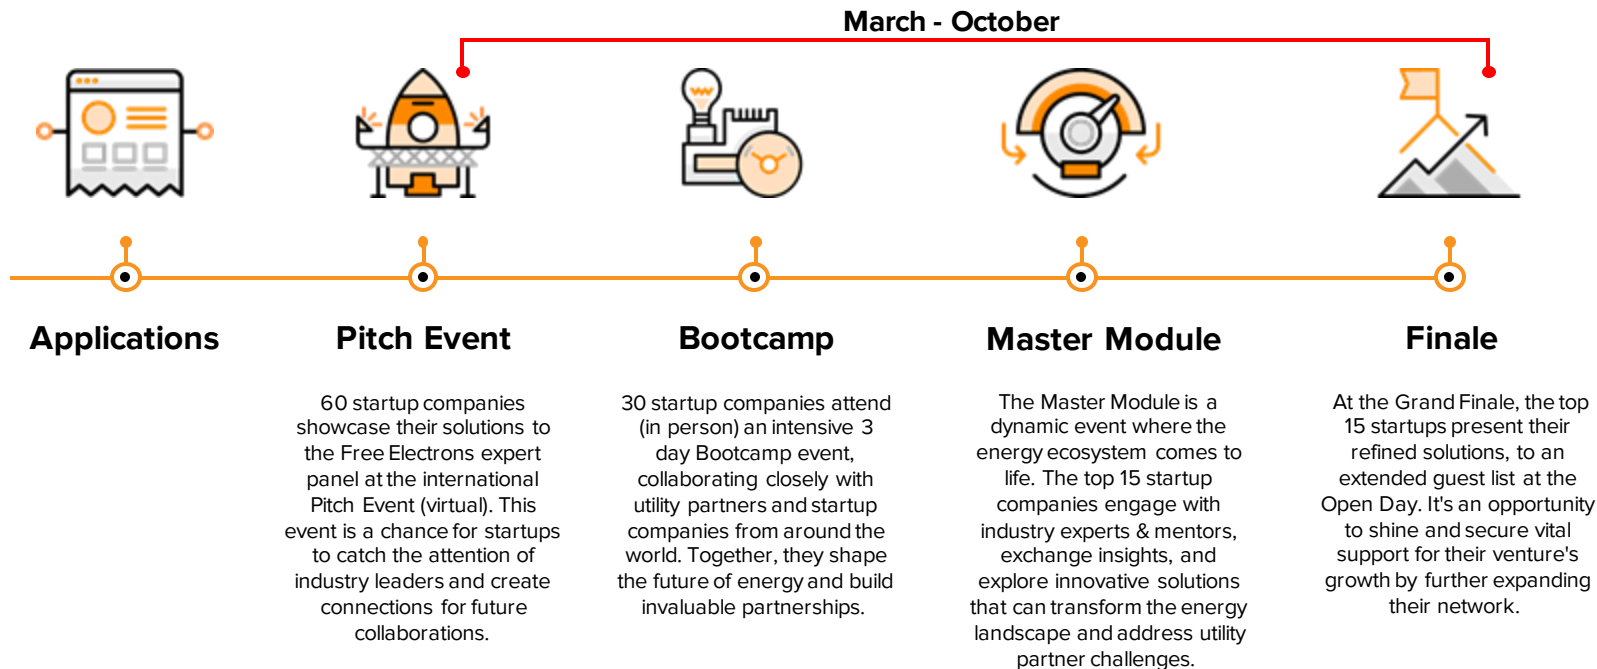 March - October
Applications
Pitch Event
60 startup companies
showcase their solutions to
the Free Electrons expert
panel at the international
Pitch Event (virtual). This
event is a chance for startups
to catch the attention of
industry leaders and create
connections for future
collaborations.
Bootcamp
30 startup companies attend
(in person) an intensive 3
day Bootcamp event,
collaborating closely with
utility partners and startup
companies from around the
world. Together, they shape
the future of energy and build
invaluable partnerships.
Master Module
The Master Module is a
dynamic event where the
energy ecosystem comes to
life. The top 15 startup
companies engage with
industry experts & mentors,
exchange insights, and
explore innovative solutions
that can transform the energy
landscape and address utility
partner challenges.
Finale
At the Grand Finale, the top
15 startups present their
refined solutions, to an
extended guest list at the
Open Day. It's an opportunity
to shine and secure vital
support for their venture's
growth by further expanding
their network.